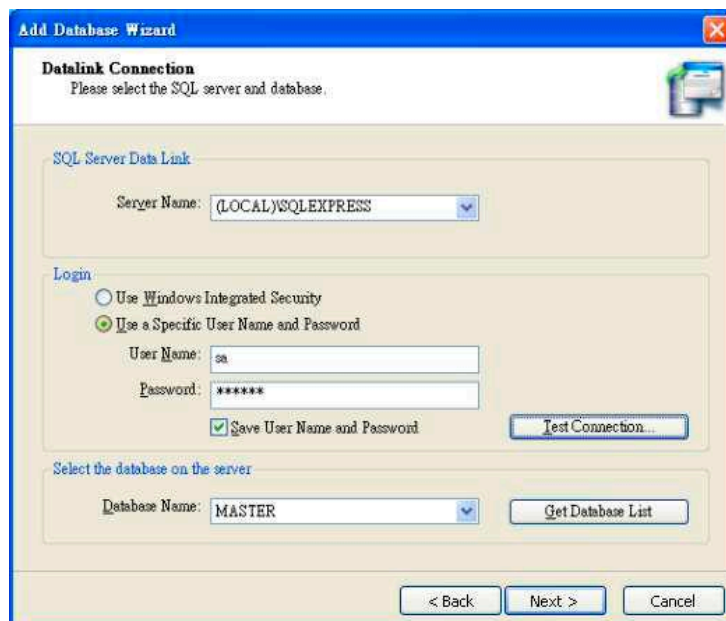 Add Database Wizard
Datalink Connection
Please select the SQL server and database.
SQL Server Data Link
Server Name: (LOCAL)\SQLEXPRESS
Login
Use Windows Integrated Security
Use a Specific User Name and Password
User Name: sa
Password: ******
Save User Name and Password Test Connection...
Select the database on the server
Database Name: MASTER Get Database List
< Back Next > Cancel